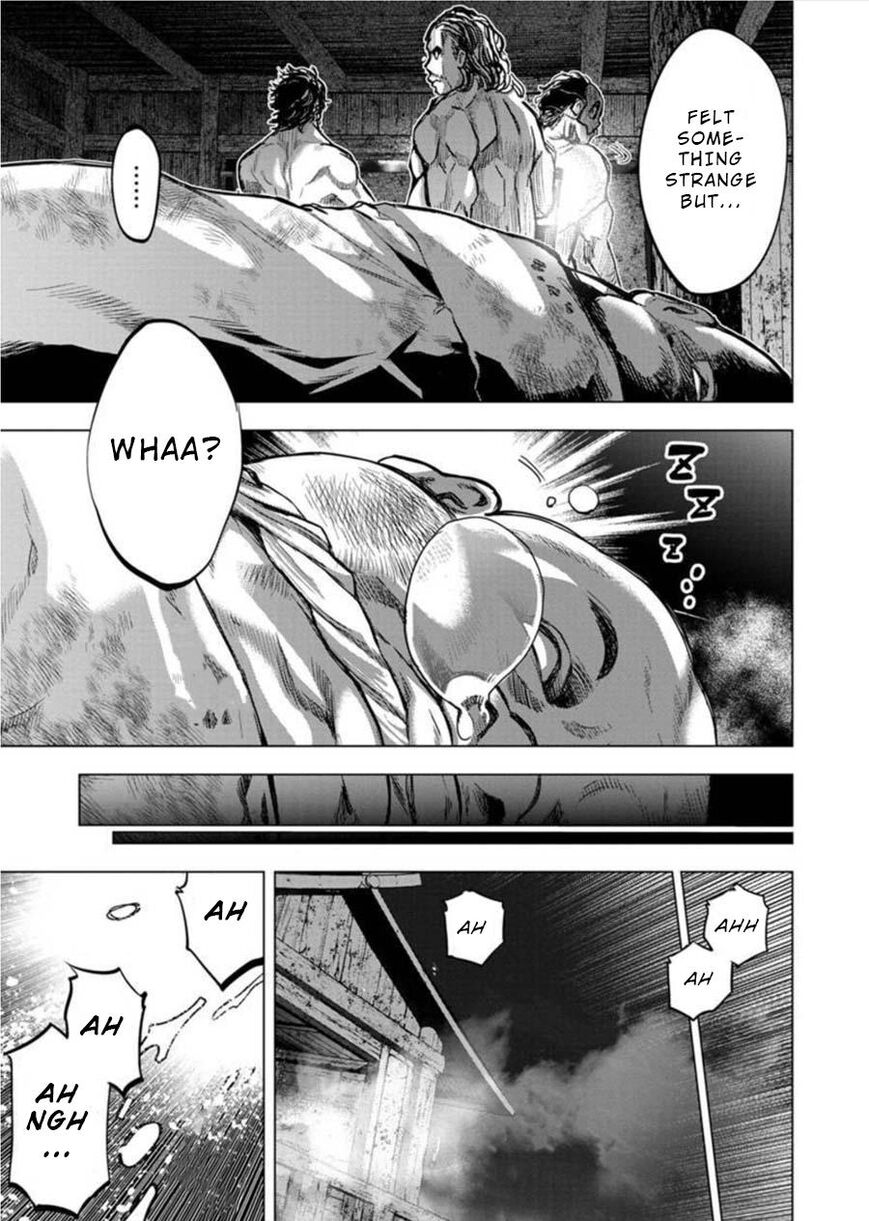 FELT
SOME-
THING
STRANGE
BUT...
......
WHAA?
Z
Z
Z
...
AHH
AH
AH
AH
AH
AH
NGH
...